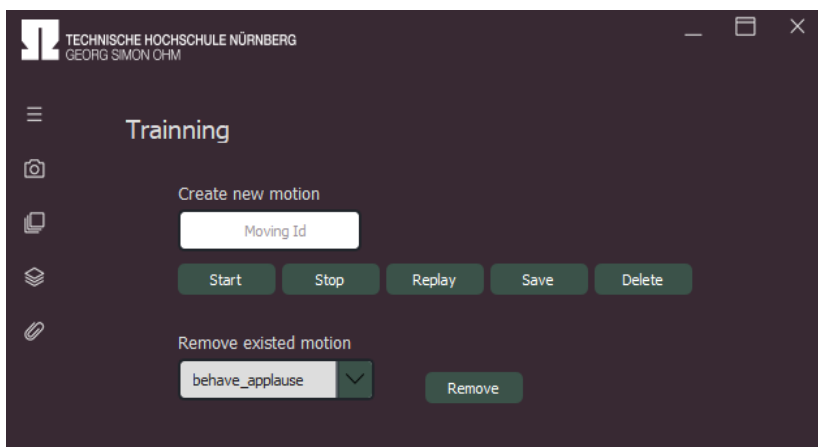 TECHNISCHE HOCHSCHULE NÜRNBERG
GEORG SIMON OHM
Trainning
Create new motion
Moving Id
Start Stop Replay Save Delete
Remove existed motion
behave_applause Remove